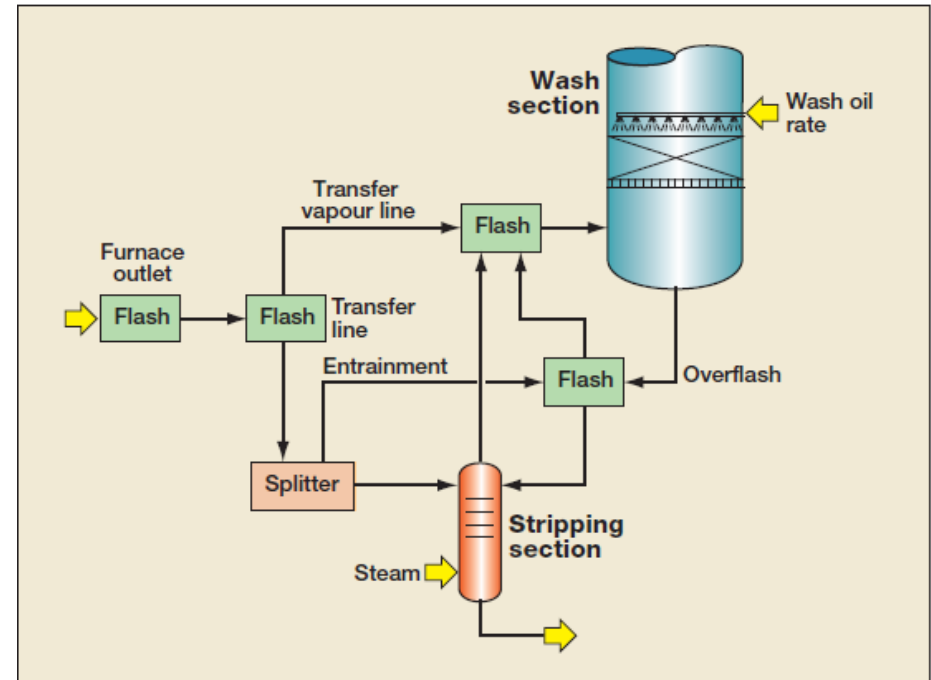 Wash
section
Wash oil
rate
Transfer
vapour line
Flash
Furnace
outlet
Flash
Flash
Transfer
line
Entrainment
Flash
Overflash
Splitter
Stripping
section
Steam